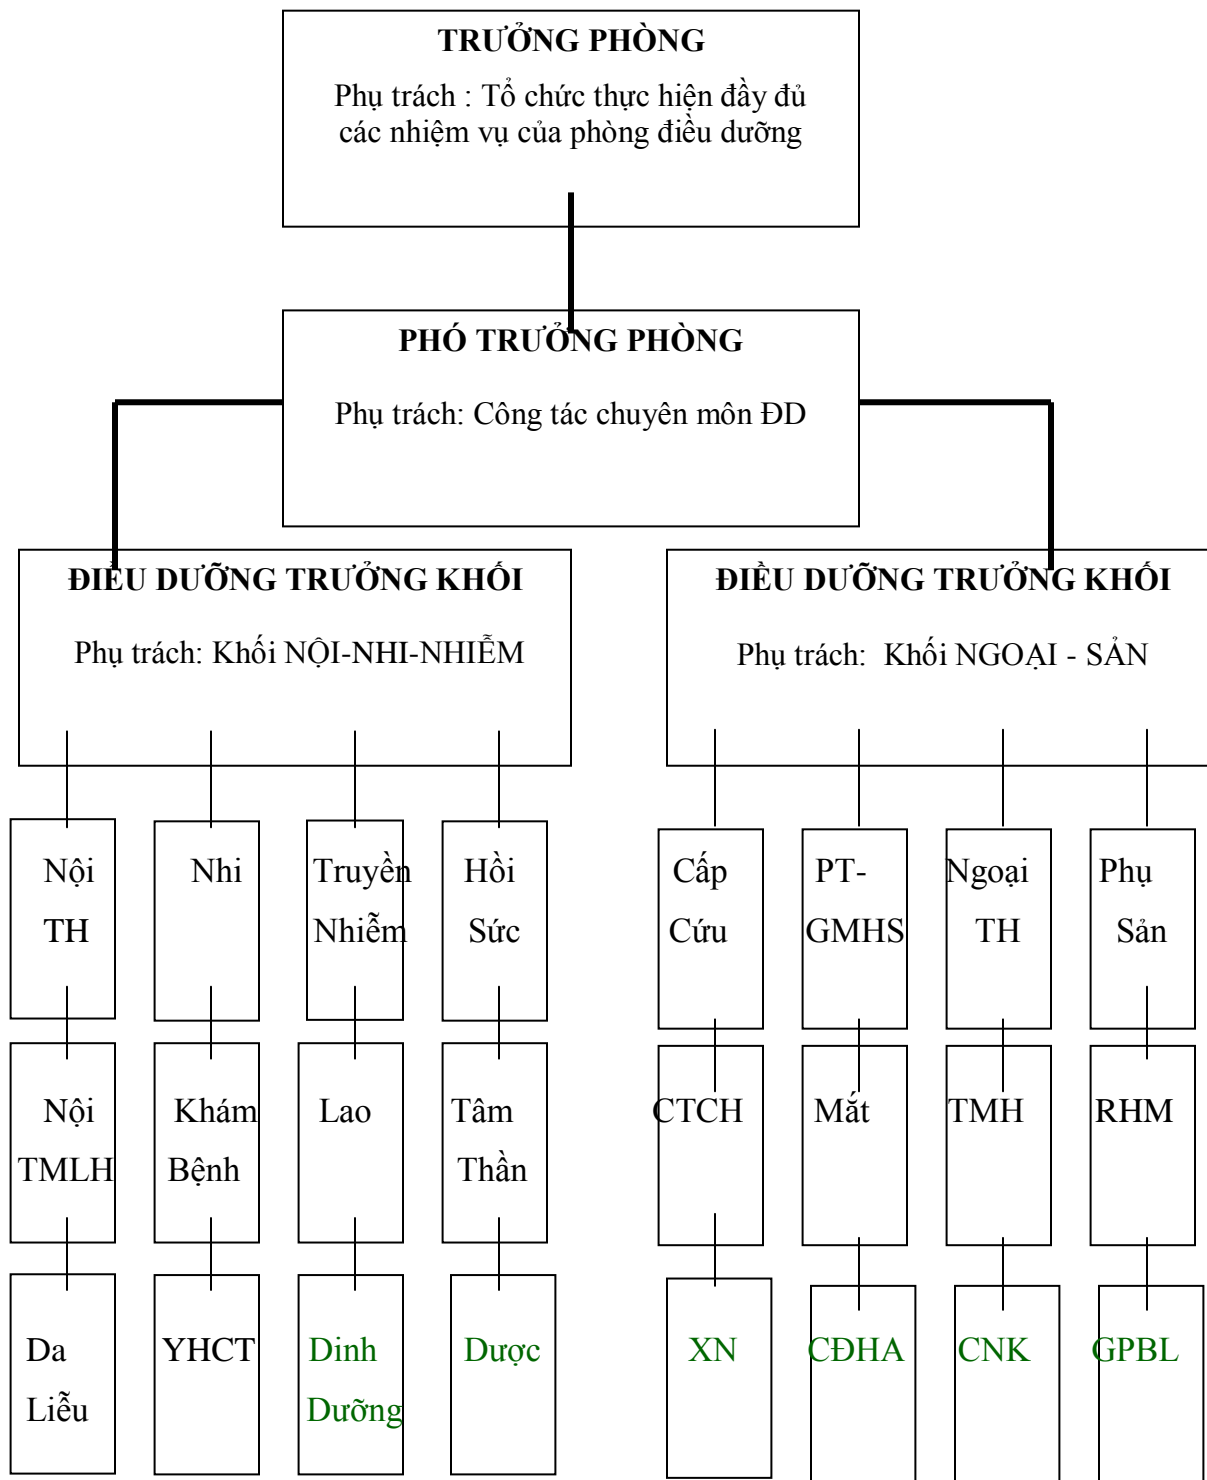 TRƯỞNG PHÒNG
Phụ trách : Tổ chức thực hiện đầy đủ
các nhiệm vụ của phòng điều dưỡng
PHÓ TRƯỞNG PHÒNG
Phụ trách: Công tác chuyên môn ĐD
ĐIỀU DƯỠNG TRƯỞNG KHỐI
Phụ trách: Khối NỘI-NHI-NHIỄM
ĐIỀU DƯỠNG TRƯỞNG KHỐI
Phụ trách: Khối NGOẠI - SẢN
Nội
TH
Nhi
Truyền
Nhiễm
Hồi
Sức
Cấp
Cứu
PT-
GMHS
Ngoại
TH
Phụ
Sản
Nội
TMLH
Khám
Bệnh
Lao
Tâm
Thần
CTCH
Mắt
TMH
RHM
Da
Liễu
YHCT
Dinh
Dưỡng
Dược
XN
CĐHA
CNK
GPBL